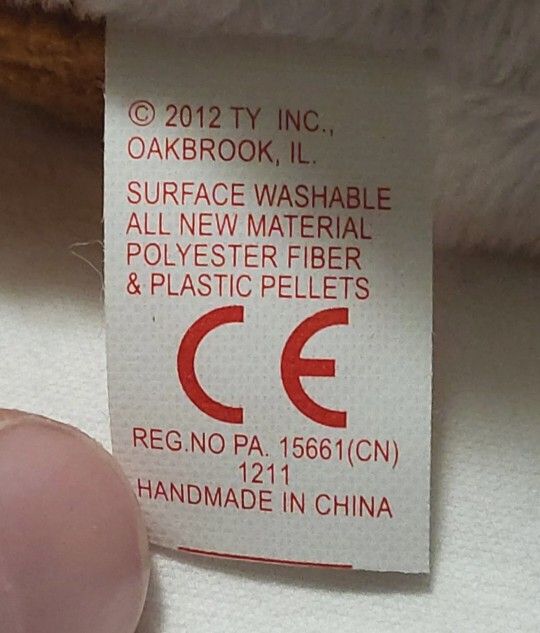 © 2012 TY INC.,
OAKBROOK, IL.
SURFACE WASHABLE
ALL NEW MATERIAL
POLYESTER FIBER
& PLASTIC PELLETS
CE
REG.NO PA. 15661(CN)
1211
HANDMADE IN CHINA